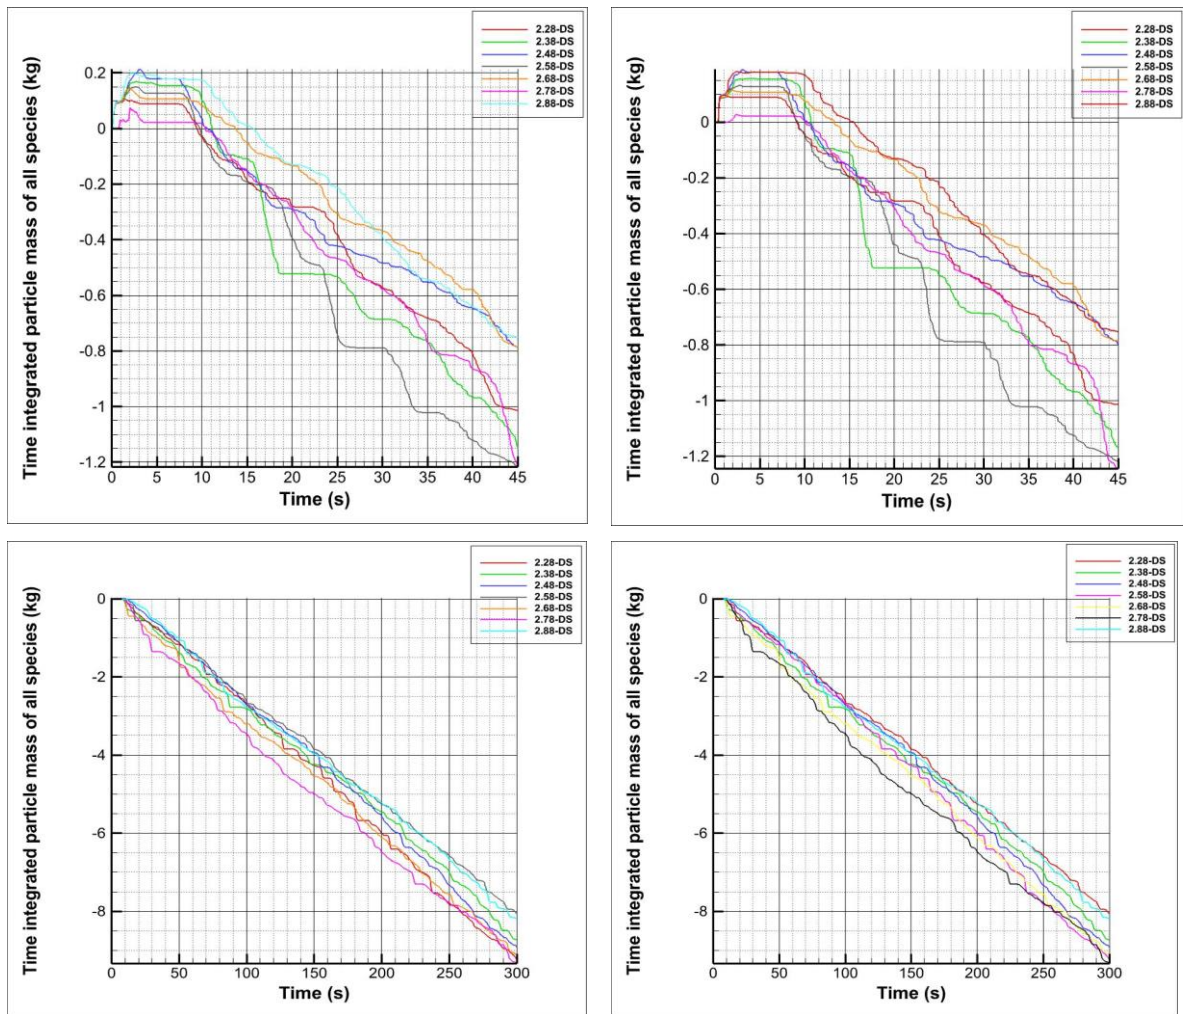 2.28-DS
2.38-DS
2.48-DS
2.58-DS
2.68-DS
2.78-DS
2.88-DS
Time integrated particle mass of all species (kg)
0.2
0
-0.2
-0.4
-0.6
-0.8
-1
-1.2
0 5 10 15 20 25 30 35 40 45
Time (s)
2.28-DS
2.38-DS
2.48-DS
2.58-DS
2.68-DS
2.78-DS
2.88-DS
Time integrated particle mass of all species (kg)
0
-0.2
-0.4
-0.6
-0.8
-1
-1.2
0 5 10 15 20 25 30 35 40 45
Time (s)
2.28-DS
2.38-DS
2.48-DS
2.58-DS
2.68-DS
2.78-DS
2.88-DS
Time integrated particle mass of all species (kg)
0
-2
-4
-6
-8
0 50 100 150 200 250 300
Time (s)
2.28-DS
2.38-DS
2.48-DS
2.58-DS
2.68-DS
2.78-DS
2.88-DS
Time integrated particle mass of all species (kg)
0
-2
-4
-6
-8
0 50 100 150 200 250 300
Time (s)